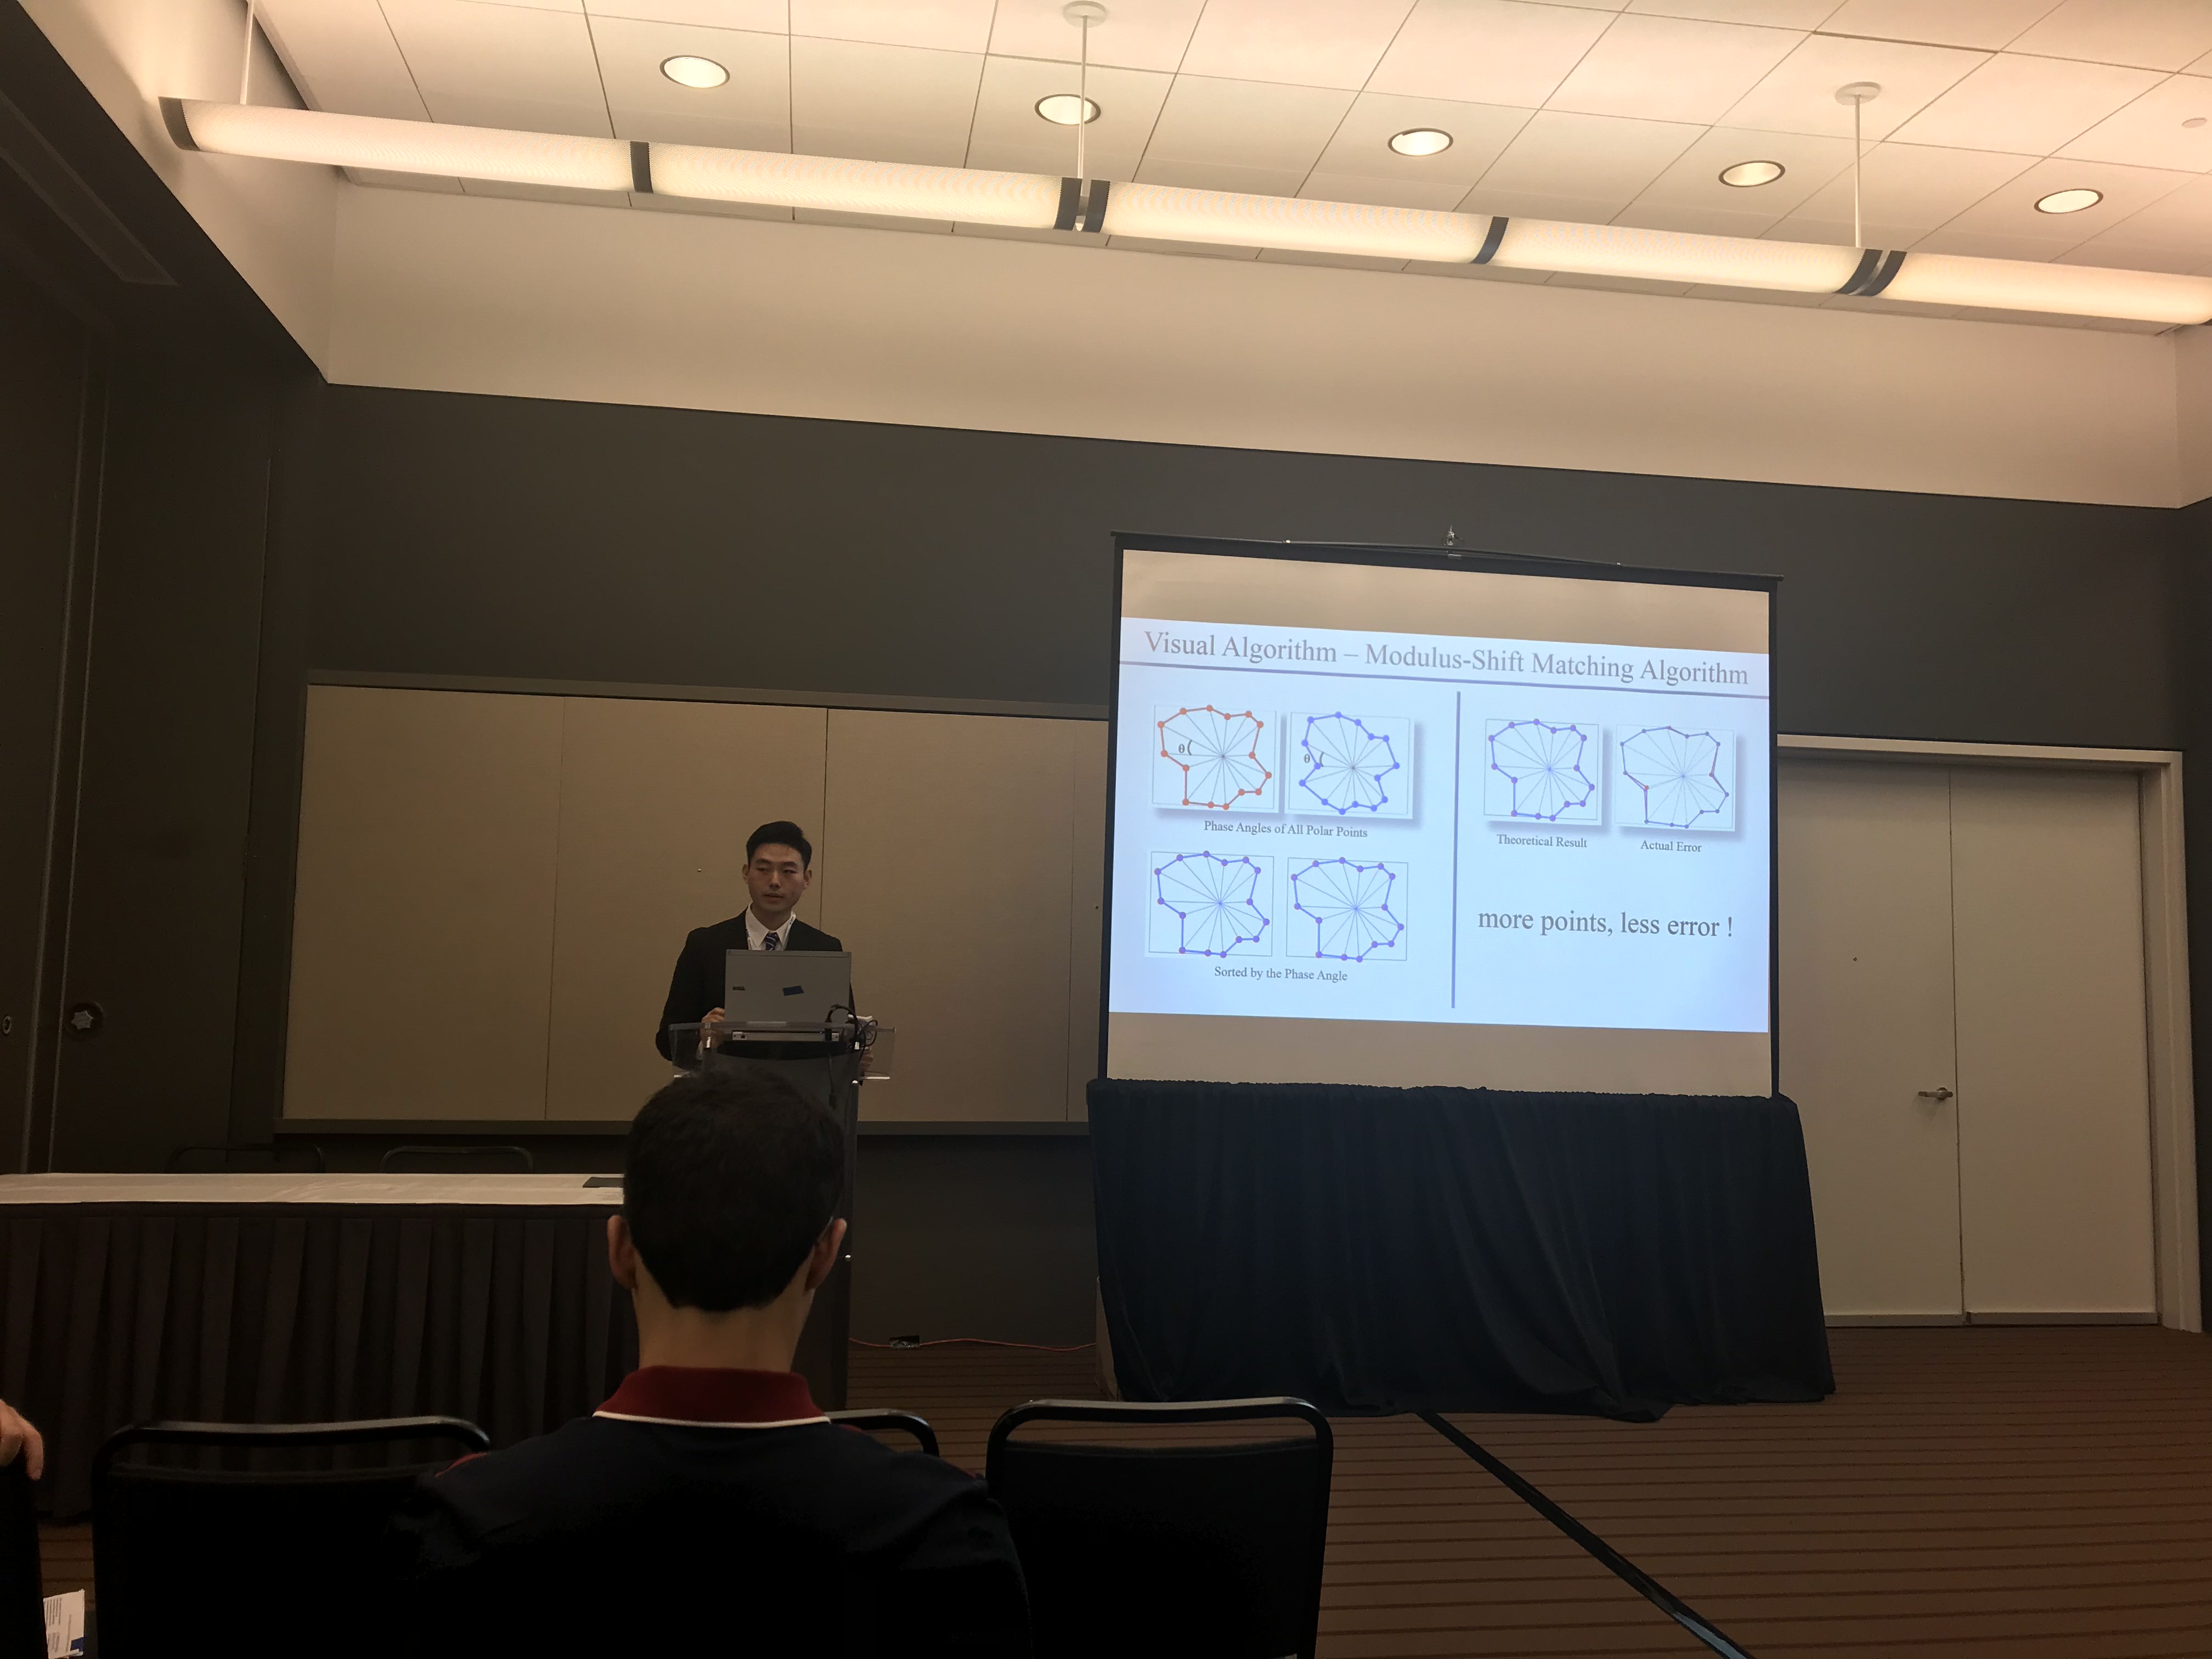 Visual Algorithm – Modulus-Shift Matching Algorithm
θ
θ
Phase Angles of All Polar Points
Sorted by the Phase Angle
Theoretical Result
Actual Error
more points, less error !